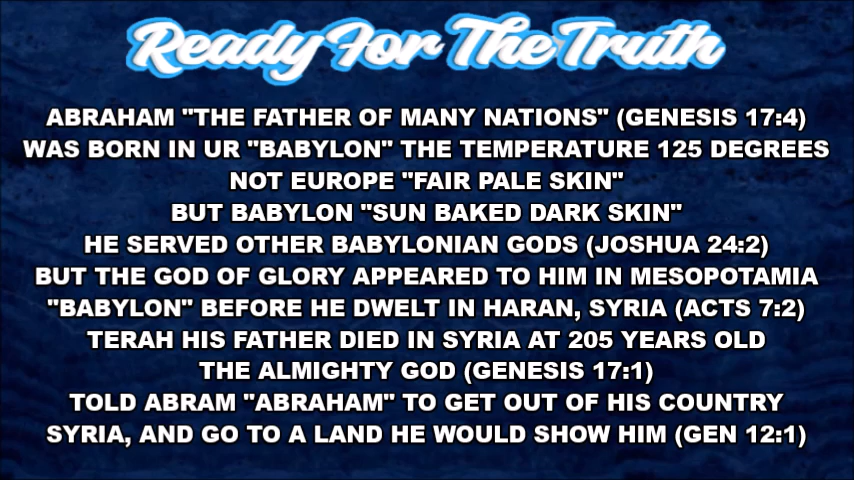 Ready For The Truth
ABRAHAM "THE FATHER OF MANY NATIONS" (GENESIS 17:4)
WAS BORN IN UR "BABYLON" THE TEMPERATURE 125 DEGREES
NOT EUROPE "FAIR PALE SKIN"
BUT BABYLON "SUN BAKED DARK SKIN"
HE SERVED OTHER BABYLONIAN GODS (JOSHUA 24:2)
BUT THE GOD OF GLORY APPEARED TO HIM IN MESOPOTAMIA
"BABYLON" BEFORE HE DWELT IN HARAN, SYRIA (ACTS 7:2)
TERAH HIS FATHER DIED IN SYRIA AT 205 YEARS OLD
THE ALMIGHTY GOD (GENESIS 17:1)
TOLD ABRAM "ABRAHAM" TO GET OUT OF HIS COUNTRY
SYRIA, AND GO TO A LAND HE WOULD SHOW HIM (GEN 12:1)